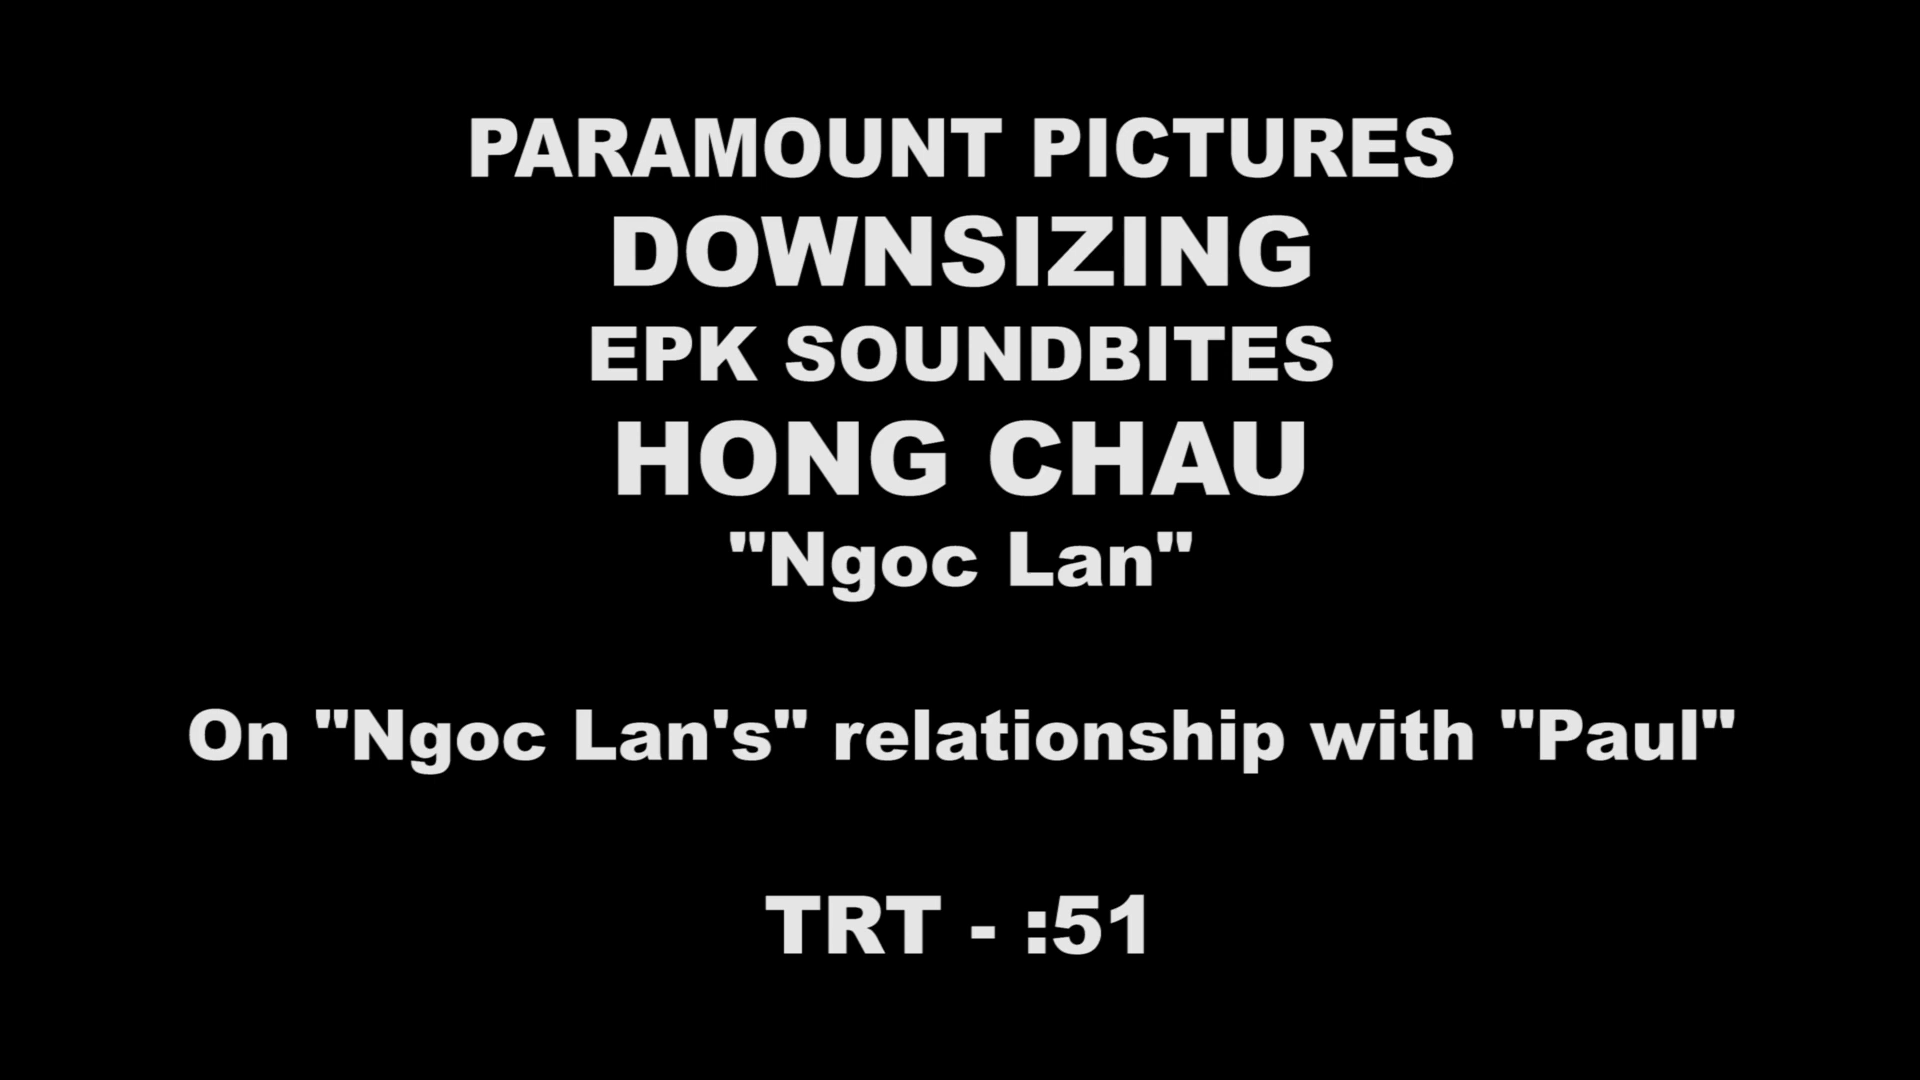 PARAMOUNT PICTURES
DOWNSIZING
EPK SOUNDBITES
HONG CHAU
"Ngoc Lan"
On "Ngoc Lan's" relationship with "Paul"
TRT - :51